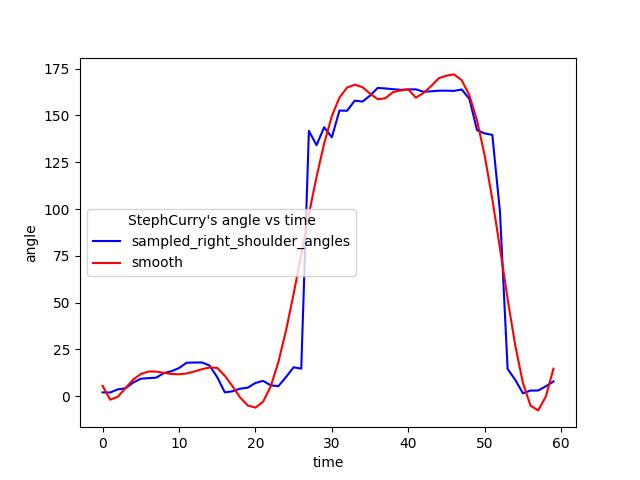 175
150
125
100
75
50
25
0
angle
StephCurry's angle vs time
sampled_right_shoulder_angles
smooth
0 10 20 30 40 50 60
time